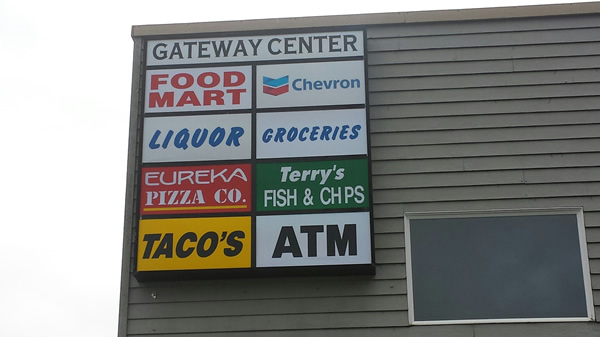 GATEWAY CENTER
FOOD
MART
Chevron
LIQUOR
GROCERIES
EUREKA
PIZZA CO.
Terry's
FISH & CHPS
TACO'S
ATM